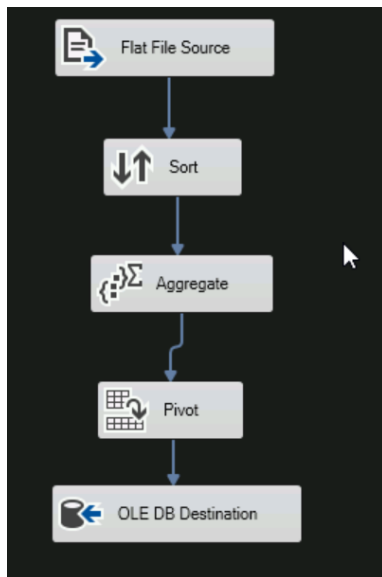 Flat File Source
Sort
Aggregate
Pivot
OLE DB Destination